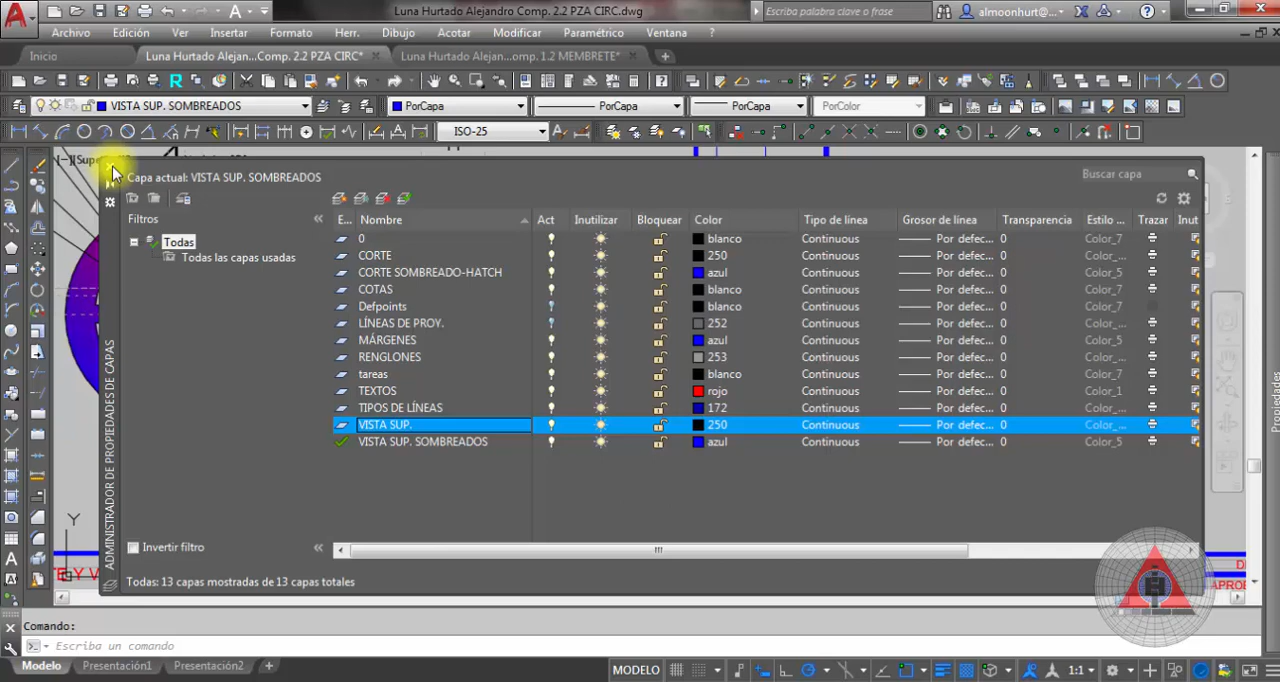 Luna Hurtado Alejandro Comp. 2.2 PZA CIRC.dwg
Escriba palabra clave o frase
almoonhurt@...
Archivo Edición Ver Insertar Formato Herr. Dibujo Acotar Modificar Paramétrico Ventana ?
Inicio
Luna Hurtado Alejan...Comp. 2.2 PZA CIRC*
Luna Hurtado Alejan...omp. 1.2 MEMBRETE*
VISTA SUP. SOMBREADOS
PorCapa
PorCapa
PorCapa
PorColor
ISO-25
Capa actual: VISTA SUP. SOMBREADOS
Buscar capa
Filtros
E... Nombre Act Inutilizar Bloquear Color Tipo de línea Grosor de línea Transparencia Estilo ... Trazar Inut
Todas
Todas las capas usadas
0 blanco Continuous Por defec... 0 Color_7
CORTE 250 Continuous Por defec... 0 Color_...
CORTE SOMBREADO-HATCH azul Continuous Por defec... 0 Color_5
COTAS blanco Continuous Por defec... 0 Color_7
Defpoints blanco Continuous Por defec... 0 Color_7
LÍNEAS DE PROY. 252 Continuous Por defec... 0 Color_...
MÁRGENES azul Continuous Por defec... 0 Color_5
RENGLONES 253 Continuous Por defec... 0 Color_...
tareas blanco Continuous Por defec... 0 Color_7
TEXTOS rojo Continuous Por defec... 0 Color_1
TIPOS DE LÍNEAS 172 Continuous Por defec... 0 Color_...
VISTA SUP. 250 Continuous Por defec... 0 Color_...
VISTA SUP. SOMBREADOS azul Continuous Por defec... 0 Color_5
ADMINISTRADOR DE PROPIEDADES DE CAPAS
Propiedades
Invertir filtro
Todas: 13 capas mostradas de 13 capas totales
Y
Comando:
Escriba un comando
Modelo Presentación1 Presentación2 +
MODELO
1:1